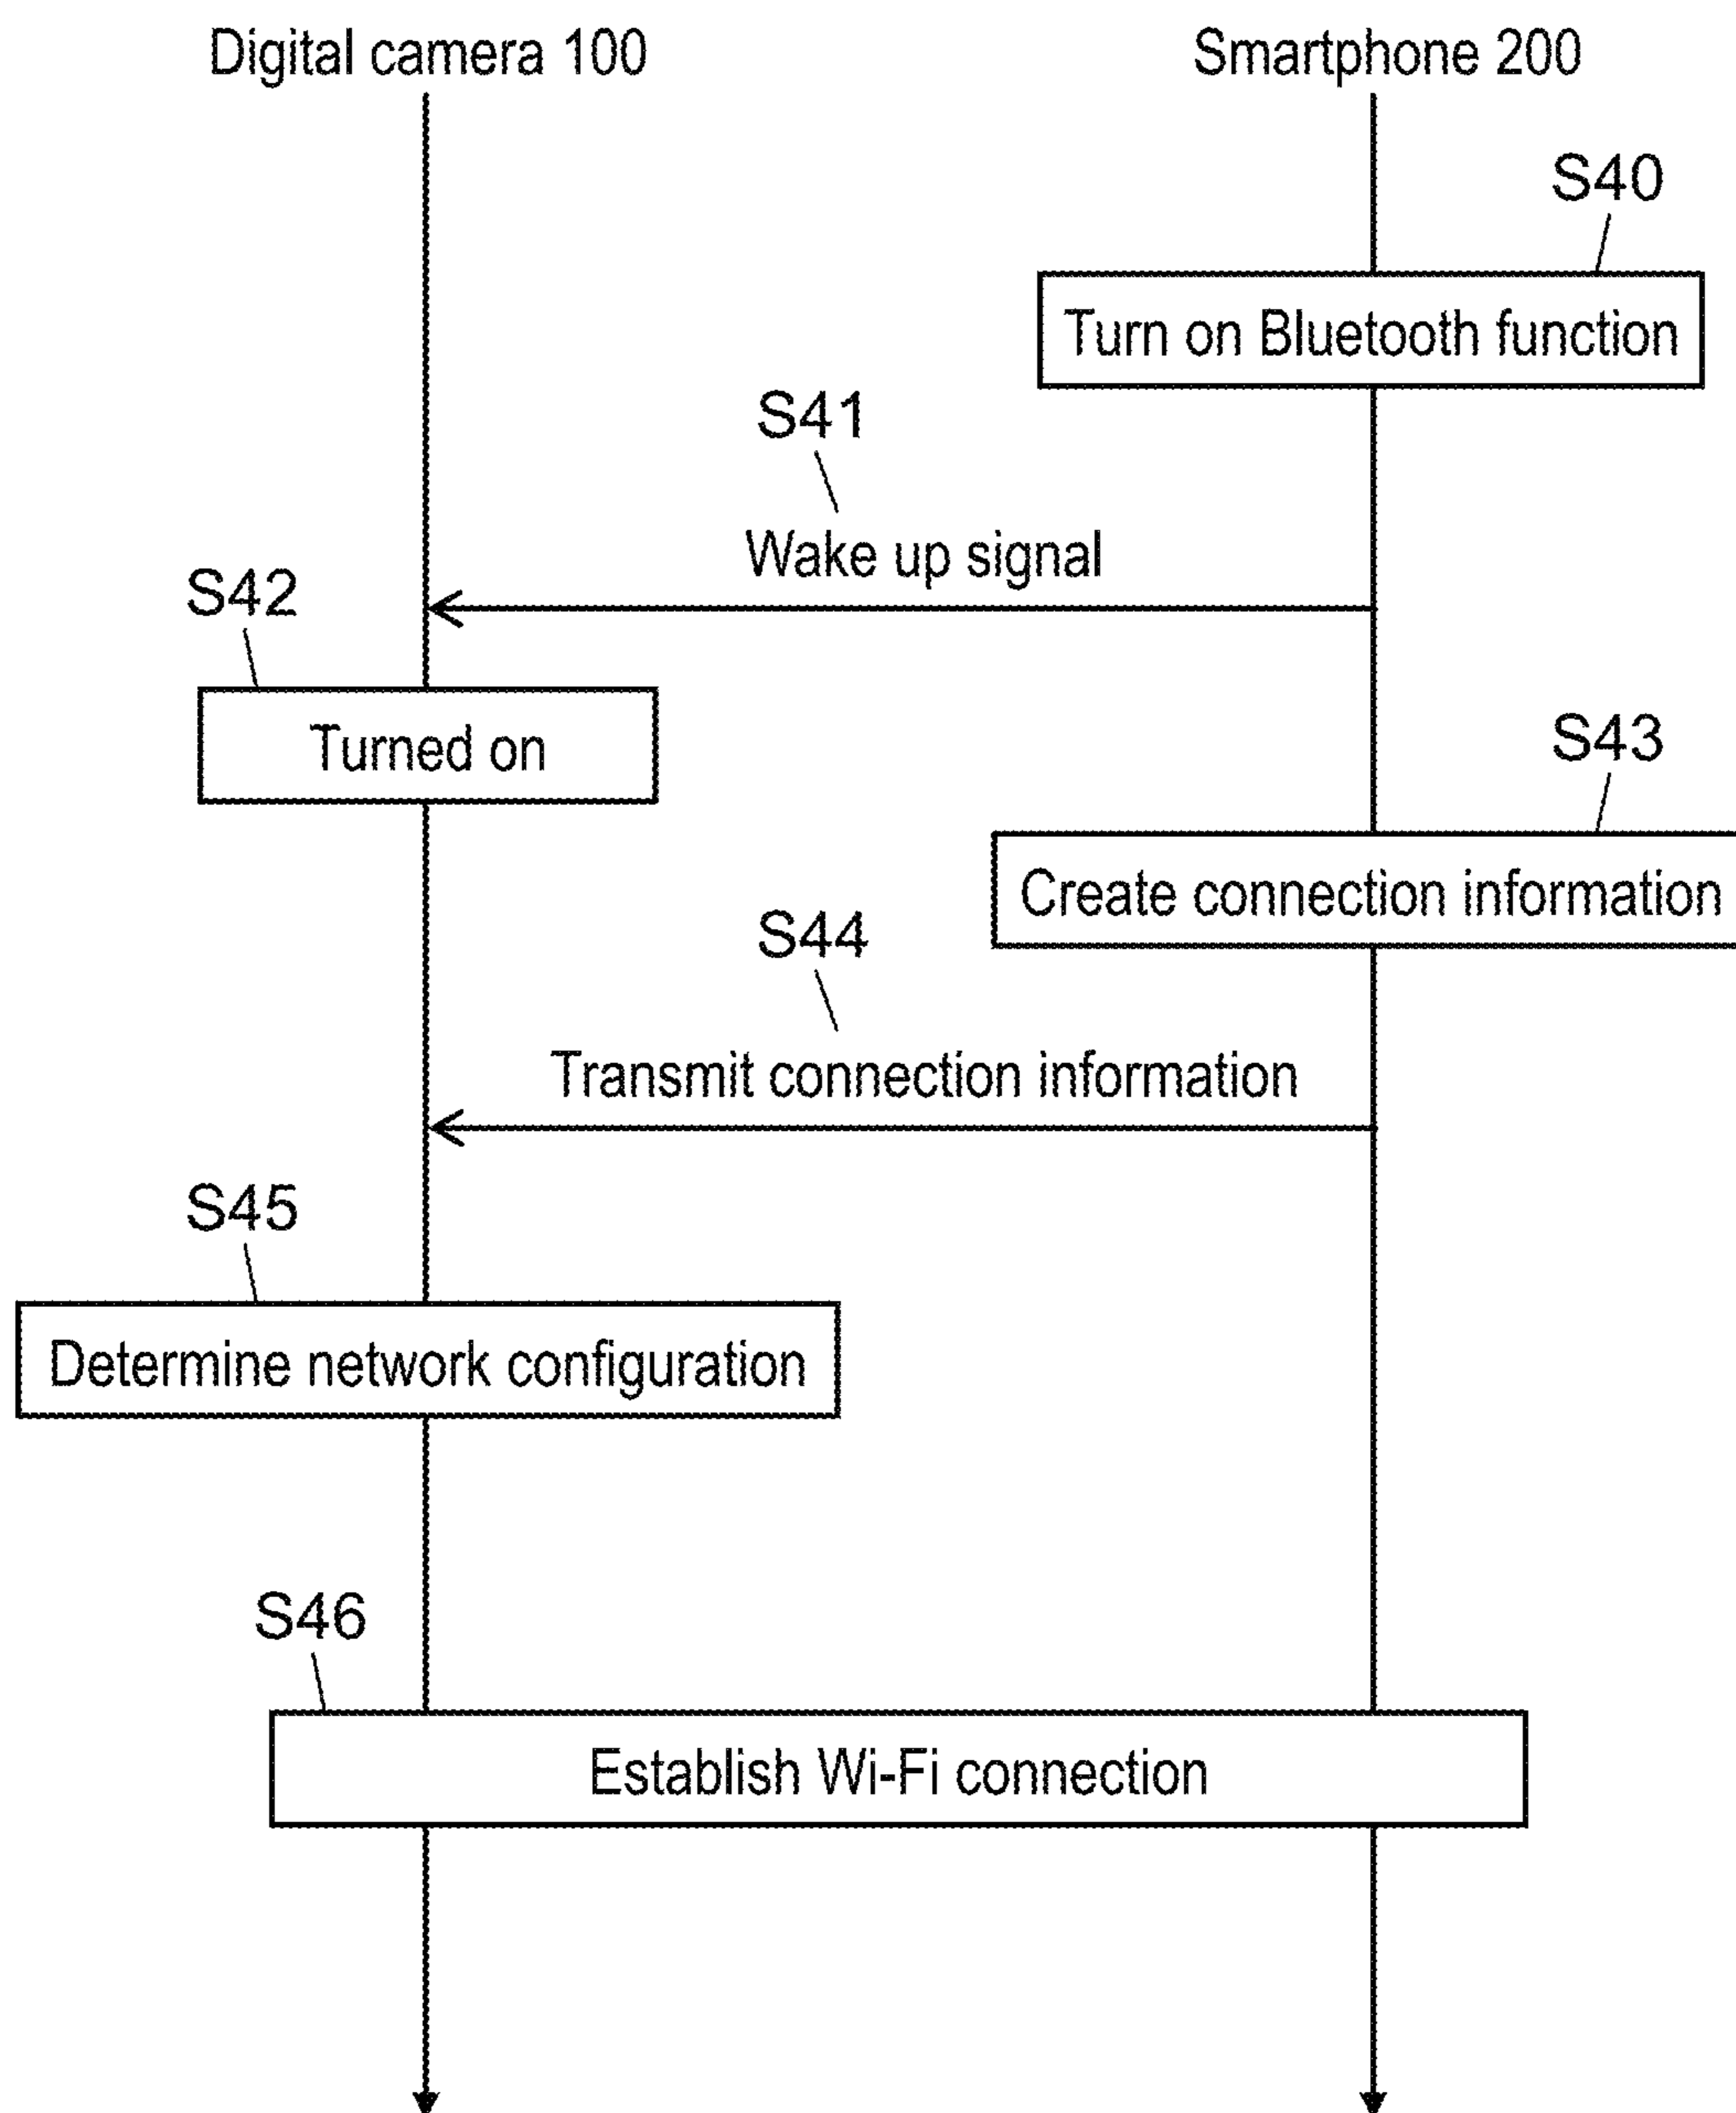 Digital camera 100
Smartphone 200
S40
Turn on Bluetooth function
S41
Wake up signal
S42
Turned on
S43
Create connection information
S44
Transmit connection information
S45
Determine network configuration
S46
Establish Wi-Fi connection